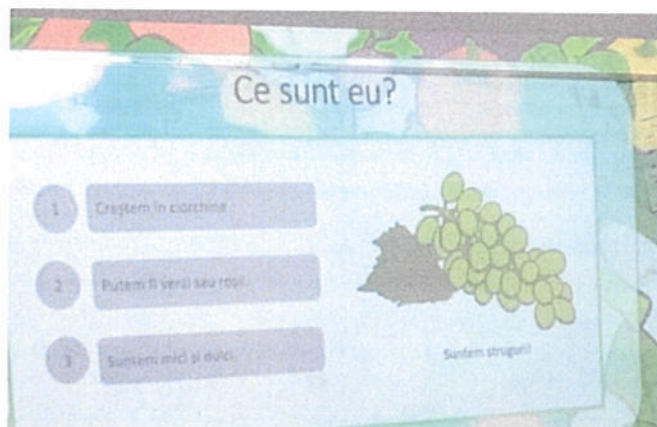 Ce sunt eu?
1 Creștem în ciorchine
2 Putem fi verzi sau roșii
3 Suntem mici și dulci
Suntem struguri!